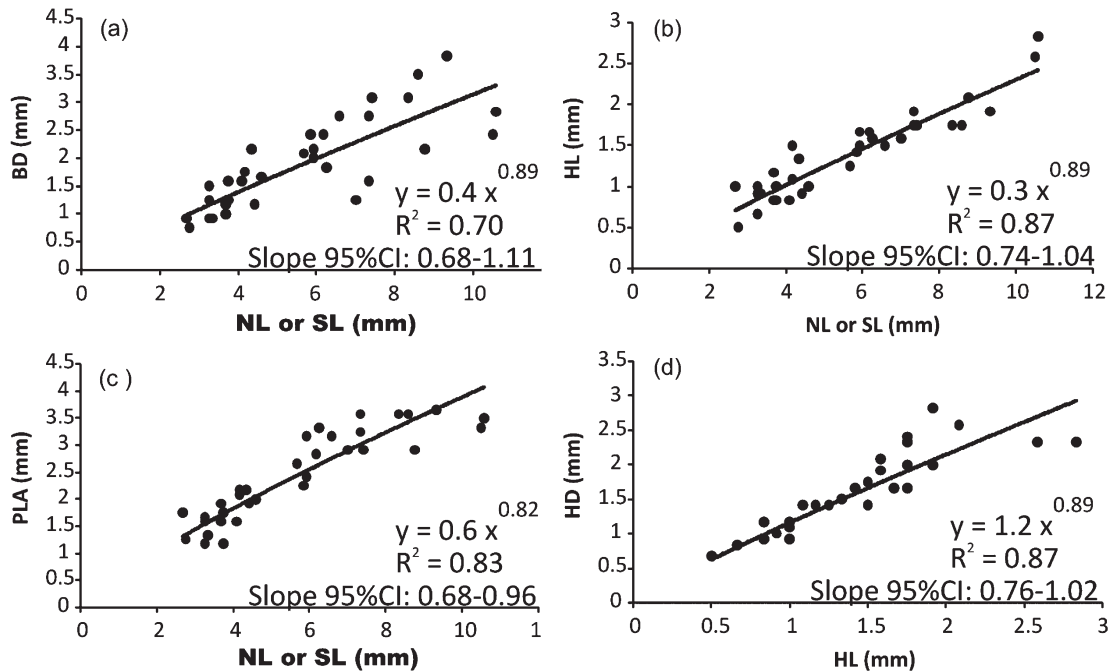 (a)
4.5
4
3.5
3
2.5
2
1.5
1
0.5
0
BD (mm)
y = 0.4 x 0.89
R2 = 0.70
Slope 95%CI: 0.68-1.11
0 2 4 6 8 10
NL or SL (mm)
(b)
3
2.5
2
1.5
1
0.5
0
HL (mm)
y = 0.3 x 0.89
R2 = 0.87
Slope 95%CI: 0.74-1.04
0 2 4 6 8 10 12
NL or SL (mm)
(c )
4.5
4
3.5
3
2.5
2
1.5
1
0.5
0
PLA (mm)
y = 0.6 x 0.82
R2 = 0.83
Slope 95%CI: 0.68-0.96
0 2 4 6 8 10 1
NL or SL (mm)
(d)
3.5
3
2.5
2
1.5
1
0.5
0
HD (mm)
y = 1.2 x 0.89
R2 = 0.87
Slope 95%CI: 0.76-1.02
0 0.5 1 1.5 2 2.5 3
HL (mm)